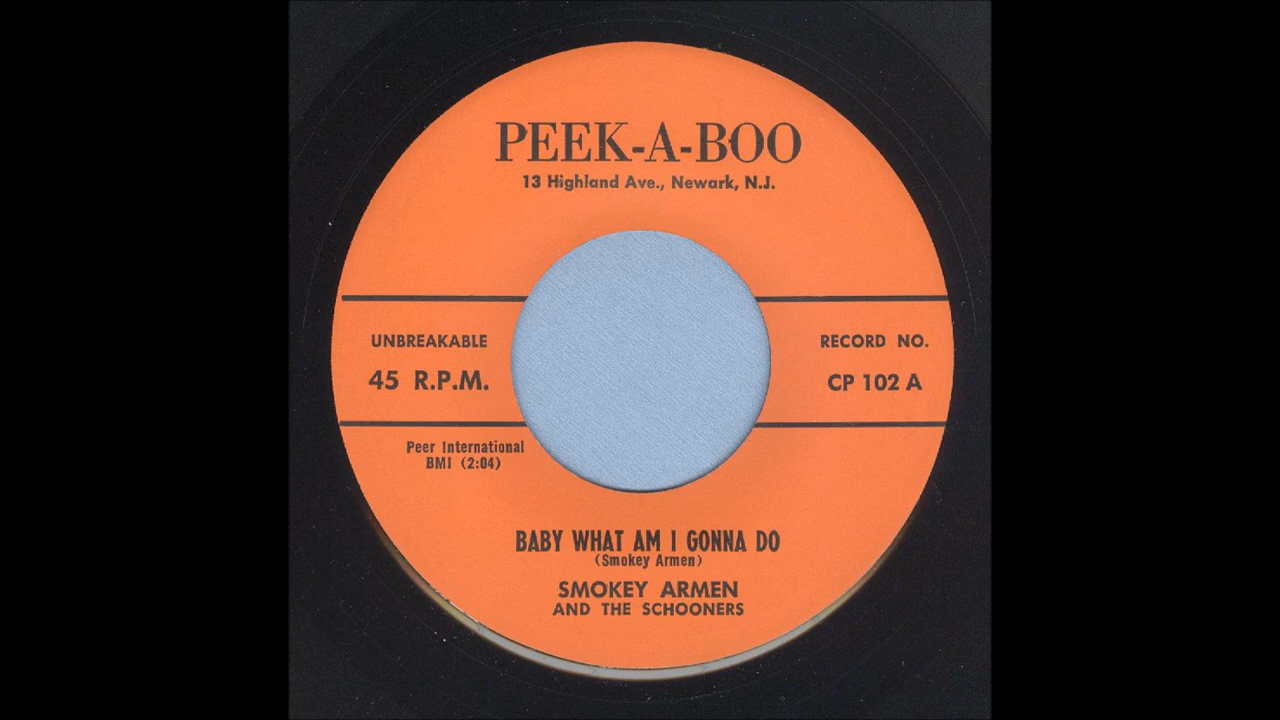 PEEK-A-BOO
13 Highland Ave., Newark, N.J.
UNBREAKABLE
RECORD NO.
45 R.P.M.
CP 102 A
Peer International
BMI (2:04)
BABY WHAT AM I GONNA DO
(Smokey Armen)
SMOKEY ARMEN
AND THE SCHOONERS